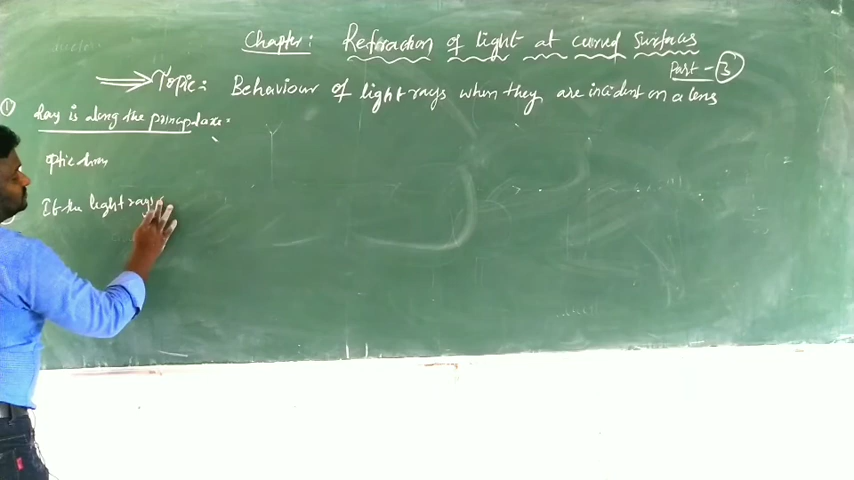 Chapter: Refraction of light at curved surfaces
Part - 3
Topic: Behaviour of light rays when they are incident on a lens
① Ray is along the principal axis:
optic
If the light rays